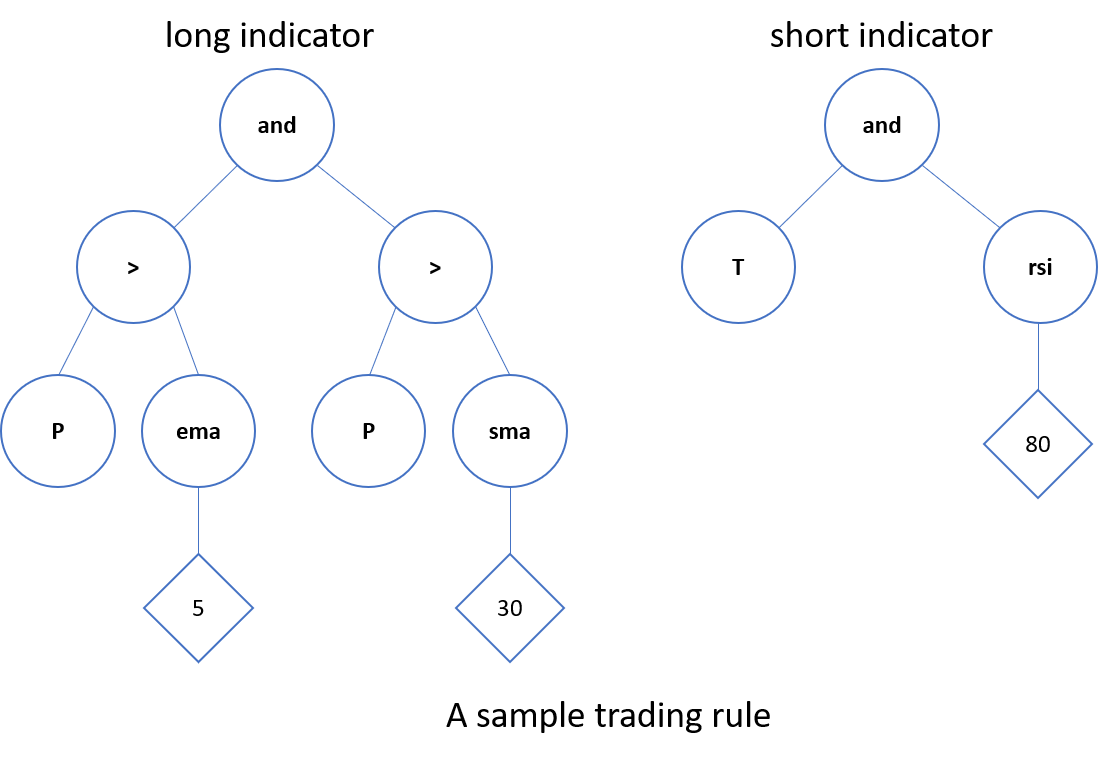 long indicator
short indicator
and
and
>
>
T
rsi
P
ema
P
sma
80
5
30
A sample trading rule